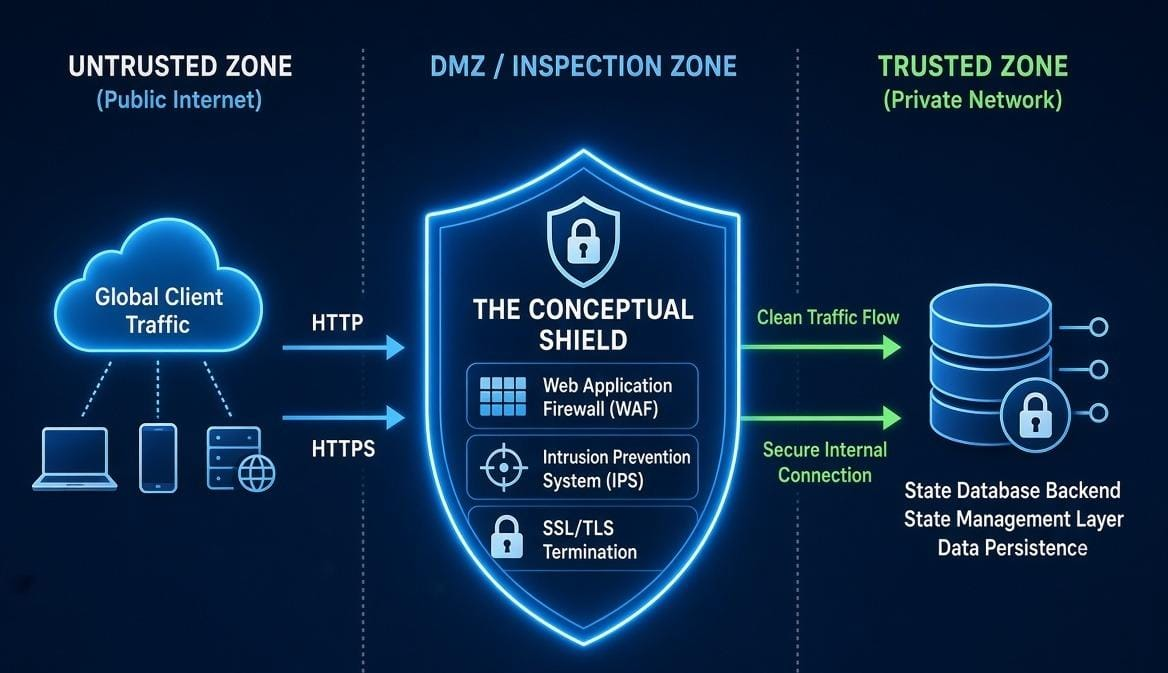 UNTRUSTED ZONE
(Public Internet)
DMZ / INSPECTION ZONE
TRUSTED ZONE
(Private Network)
Global Client
Traffic
HTTP
HTTPS
THE CONCEPTUAL
SHIELD
Web Application
Firewall (WAF)
Intrusion Prevention
System (IPS)
SSL/TLS
Termination
Clean Traffic Flow
Secure Internal
Connection
State Database Backend
State Management Layer
Data Persistence